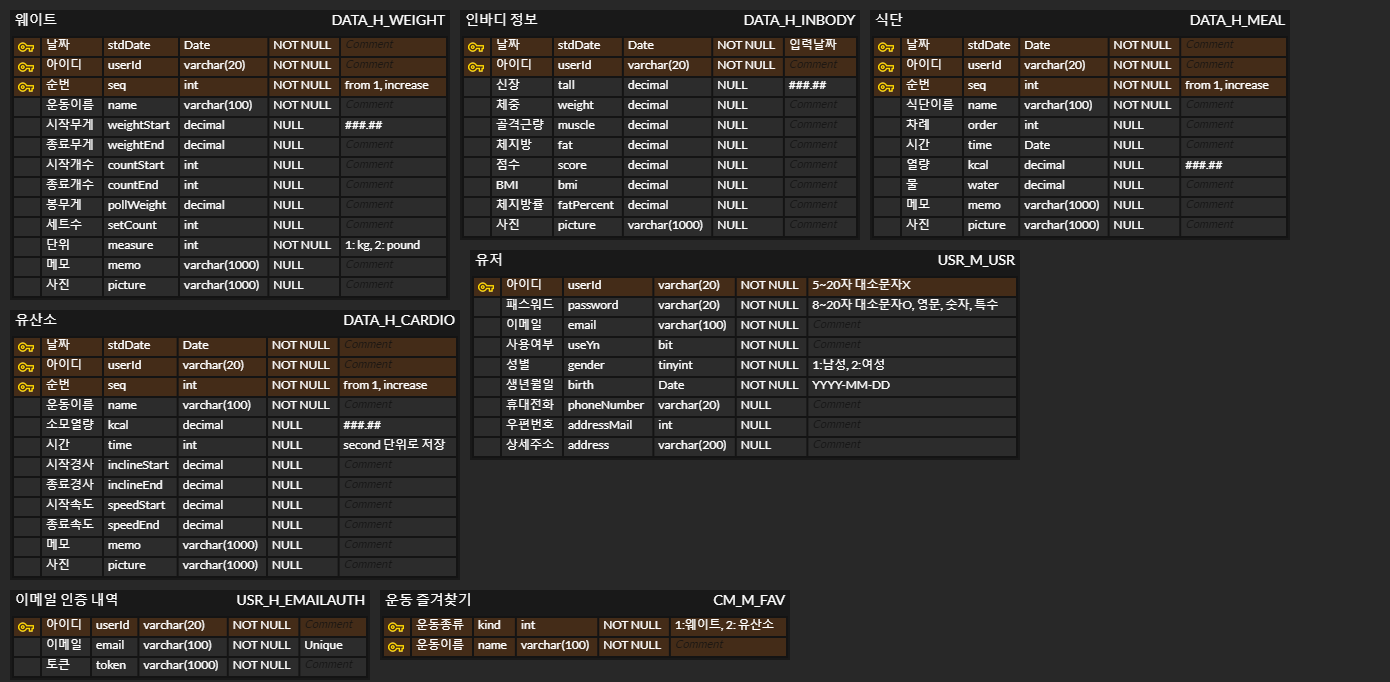 웨이트 DATA_H_WEIGHT
날짜 stdDate Date NOT NULL Comment
아이디 userId varchar(20) NOT NULL Comment
순번 seq int NOT NULL from 1, increase
운동이름 name varchar(100) NOT NULL Comment
시작무게 weightStart decimal NULL ###.##
종료무게 weightEnd decimal NULL Comment
시작개수 countStart int NULL Comment
종료개수 countEnd int NULL Comment
봉무게 pollWeight decimal NULL Comment
세트수 setCount int NULL Comment
단위 measure int NOT NULL 1: kg, 2: pound
메모 memo varchar(1000) NULL Comment
사진 picture varchar(1000) NULL Comment
인바디 정보 DATA_H_INBODY
날짜 stdDate Date NOT NULL 입력날짜
아이디 userId varchar(20) NOT NULL Comment
신장 tall decimal NULL ###.##
체중 weight decimal NULL Comment
골격근량 muscle decimal NULL Comment
체지방 fat decimal NULL Comment
점수 score decimal NULL Comment
BMI bmi decimal NULL Comment
체지방률 fatPercent decimal NULL Comment
사진 picture varchar(1000) NULL Comment
식단 DATA_H_MEAL
날짜 stdDate Date NOT NULL Comment
아이디 userId varchar(20) NOT NULL Comment
순번 seq int NOT NULL from 1, increase
식단이름 name varchar(100) NOT NULL Comment
차례 order int NULL Comment
시간 time Date NULL Comment
열량 kcal decimal NULL ###.##
물 water decimal NULL Comment
메모 memo varchar(1000) NULL Comment
사진 picture varchar(1000) NULL Comment
유저 USR_M_USR
아이디 userId varchar(20) NOT NULL 5~20자 대소문자X
패스워드 password varchar(20) NOT NULL 8~20자 대소문자O, 영문, 숫자, 특수
이메일 email varchar(100) NOT NULL Comment
사용여부 useYn bit NOT NULL Comment
성별 gender tinyint NOT NULL 1:남성, 2:여성
생년월일 birth Date NOT NULL YYYY-MM-DD
휴대전화 phoneNumber varchar(20) NULL Comment
우편번호 addressMail int NULL Comment
상세주소 address varchar(200) NULL Comment
유산소 DATA_H_CARDIO
날짜 stdDate Date NOT NULL Comment
아이디 userId varchar(20) NOT NULL Comment
순번 seq int NOT NULL from 1, increase
운동이름 name varchar(100) NOT NULL Comment
소모열량 kcal decimal NULL ###.##
시간 time int NULL second 단위로 저장
시작경사 inclineStart decimal NULL Comment
종료경사 inclineEnd decimal NULL Comment
시작속도 speedStart decimal NULL Comment
종료속도 speedEnd decimal NULL Comment
메모 memo varchar(1000) NULL Comment
사진 picture varchar(1000) NULL Comment
이메일 인증 내역 USR_H_EMAILAUTH
아이디 userId varchar(20) NOT NULL Comment
이메일 email varchar(100) NOT NULL Unique
토큰 token varchar(1000) NOT NULL Comment
운동 즐겨찾기 CM_M_FAV
운동종류 kind int NOT NULL 1:웨이트, 2: 유산소
운동이름 name varchar(100) NOT NULL Comment